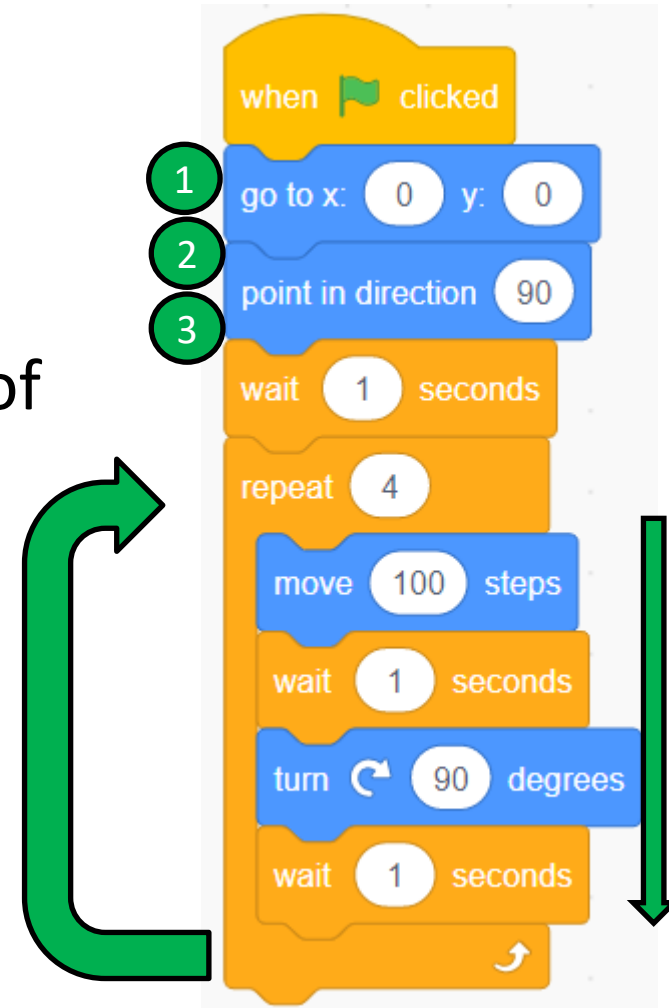 when clicked
1
go to x: 0 y: 0
2
point in direction 90
3
of
wait 1 seconds
repeat 4
move 100 steps
wait 1 seconds
turn 90 degrees
wait 1 seconds